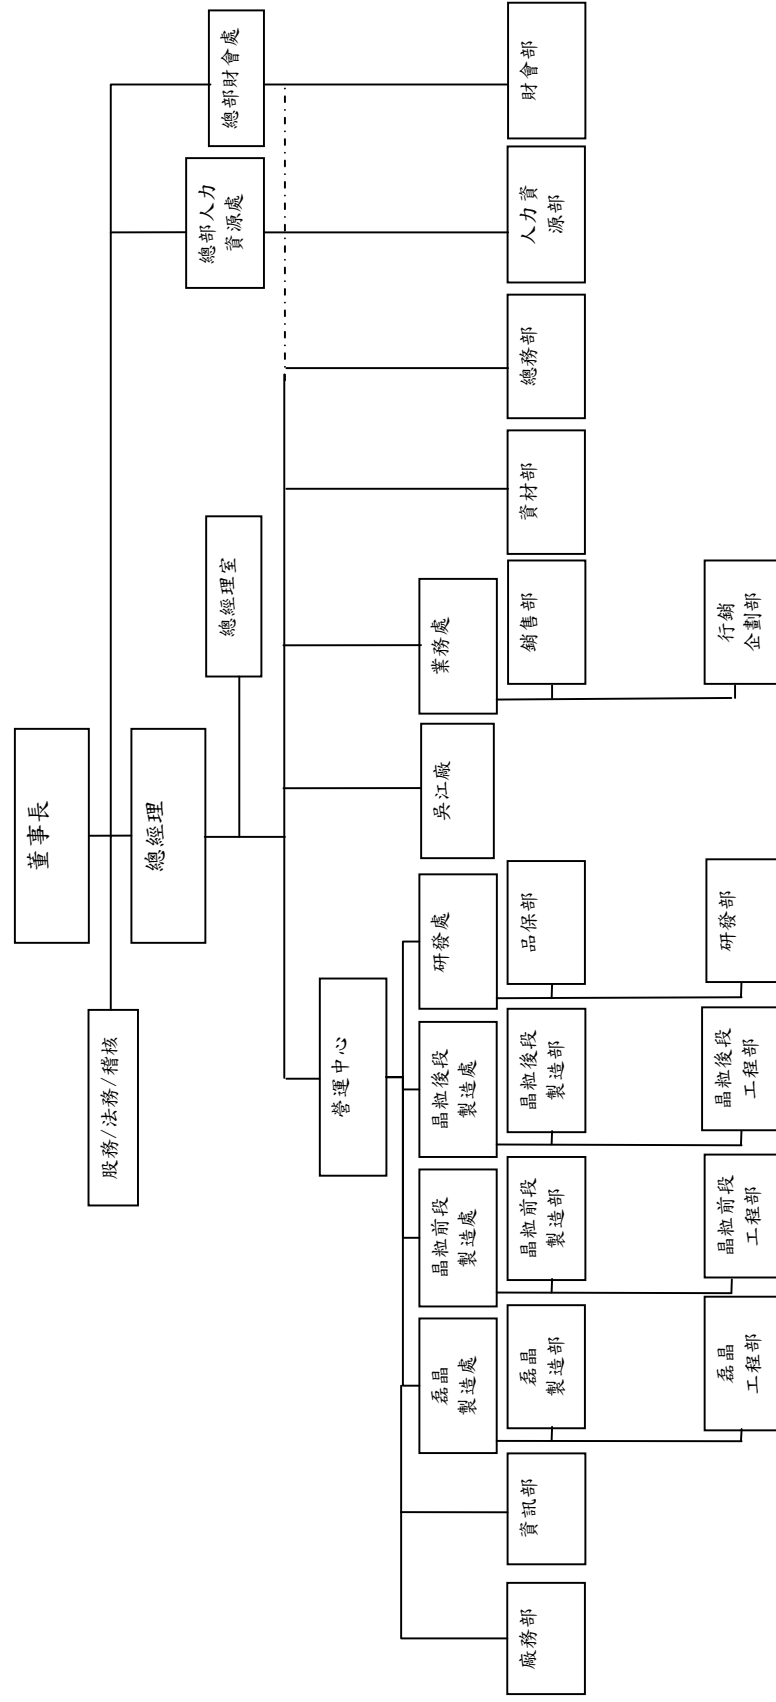 董事長
總經理
股務/法務/稽核
總部人力
資源處
總部財會處
總經理室
營運中心
廠務部
資訊部
磊晶
製造處
晶粒前段
製造處
晶粒後段
製造處
研發處
吳江廠
業務處
磊晶
製造部
晶粒前段
製造部
晶粒後段
製造部
品保部
銷售部
資材部
總務部
人力資
源部
財會部
磊晶
工程部
晶粒前段
工程部
晶粒後段
工程部
研發部
行銷
企劃部